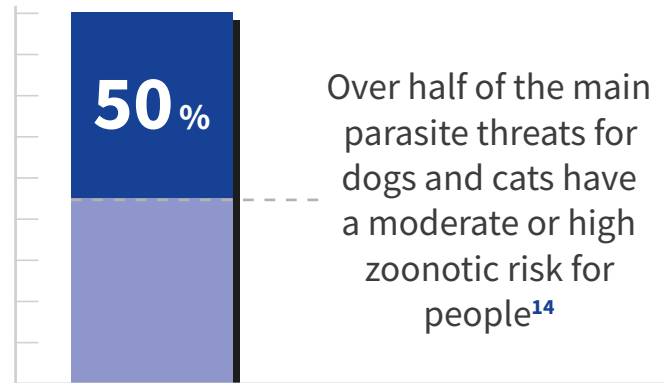 50 %
Over half of the main
parasite threats for
dogs and cats have
a moderate or high
zoonotic risk for
people14